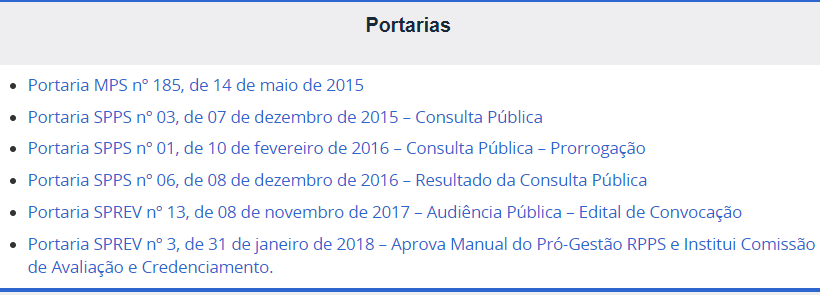 Portarias
Portaria MPS nº 185, de 14 de maio de 2015
Portaria SPPS nº 03, de 07 de dezembro de 2015 – Consulta Pública
Portaria SPPS nº 01, de 10 de fevereiro de 2016 – Consulta Pública – Prorrogação
Portaria SPPS nº 06, de 08 de dezembro de 2016 – Resultado da Consulta Pública
Portaria SPREV nº 13, de 08 de novembro de 2017 – Audiência Pública – Edital de Convocação
Portaria SPREV nº 3, de 31 de janeiro de 2018 – Aprova Manual do Pró-Gestão RPPS e Institui Comissão
de Avaliação e Credenciamento.